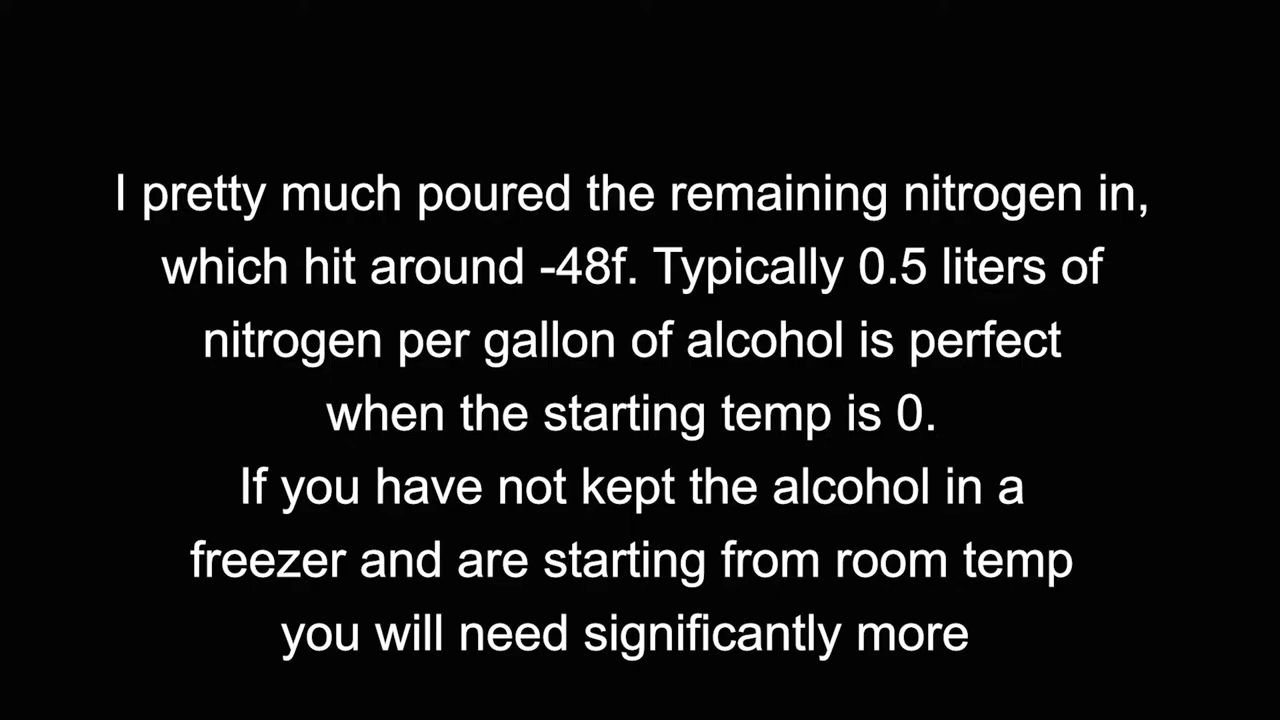 I pretty much poured the remaining nitrogen in,
which hit around -48f. Typically 0.5 liters of
nitrogen per gallon of alcohol is perfect
when the starting temp is 0.
If you have not kept the alcohol in a
freezer and are starting from room temp
you will need significantly more